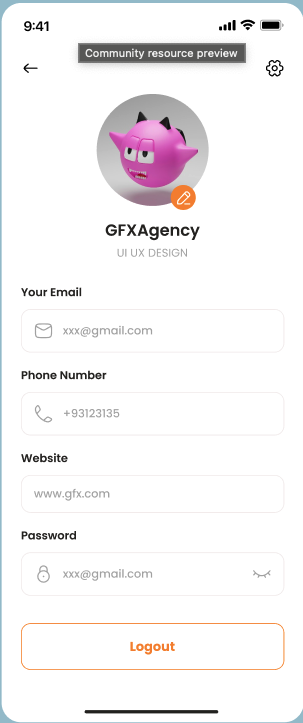 9:41
Community resource preview
GFXAgency
UI UX DESIGN
Your Email
xxx@gmail.com
Phone Number
+93123135
Website
www.gfx.com
Password
xxx@gmail.com
Logout